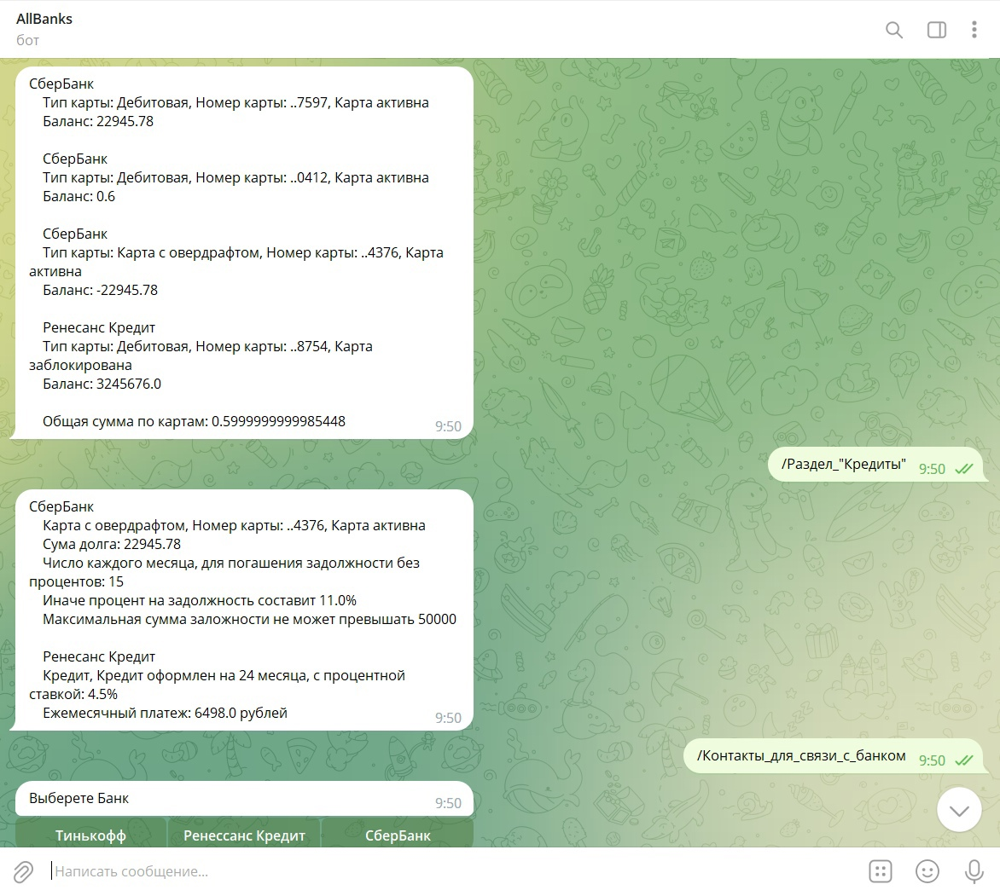 AllBanks
бот
СберБанк
Тип карты: Дебитовая, Номер карты: ..7597, Карта активна
Баланс: 22945.78
СберБанк
Тип карты: Дебитовая, Номер карты: ..0412, Карта активна
Баланс: 0.6
СберБанк
Тип карты: Карта с овердрафтом, Номер карты: ..4376, Карта
активна
Баланс: -22945.78
Ренесанс Кредит
Тип карты: Дебитовая, Номер карты: ..8754, Карта
заблокирована
Баланс: 3245676.0
Общая сумма по картам: 0.5999999999985448
9:50
/Раздел_"Кредиты" 9:50
СберБанк
Карта с овердрафтом, Номер карты: ..4376, Карта активна
Сума долга: 22945.78
Число каждого месяца, для погашения задолжности без
процентов: 15
Иначе процент на задолжность составит 11.0%
Максимальная сумма заложности не может превышать 50000
Ренесанс Кредит
Кредит, Кредит оформлен на 24 месяца, с процентной
ставкой: 4.5%
Ежемесячный платеж: 6498.0 рублей
9:50
/Контакты_для_связи_с_банком 9:50
Выберете Банк 9:50
Тинькофф Ренессанс Кредит СберБанк
Написать сообщение...